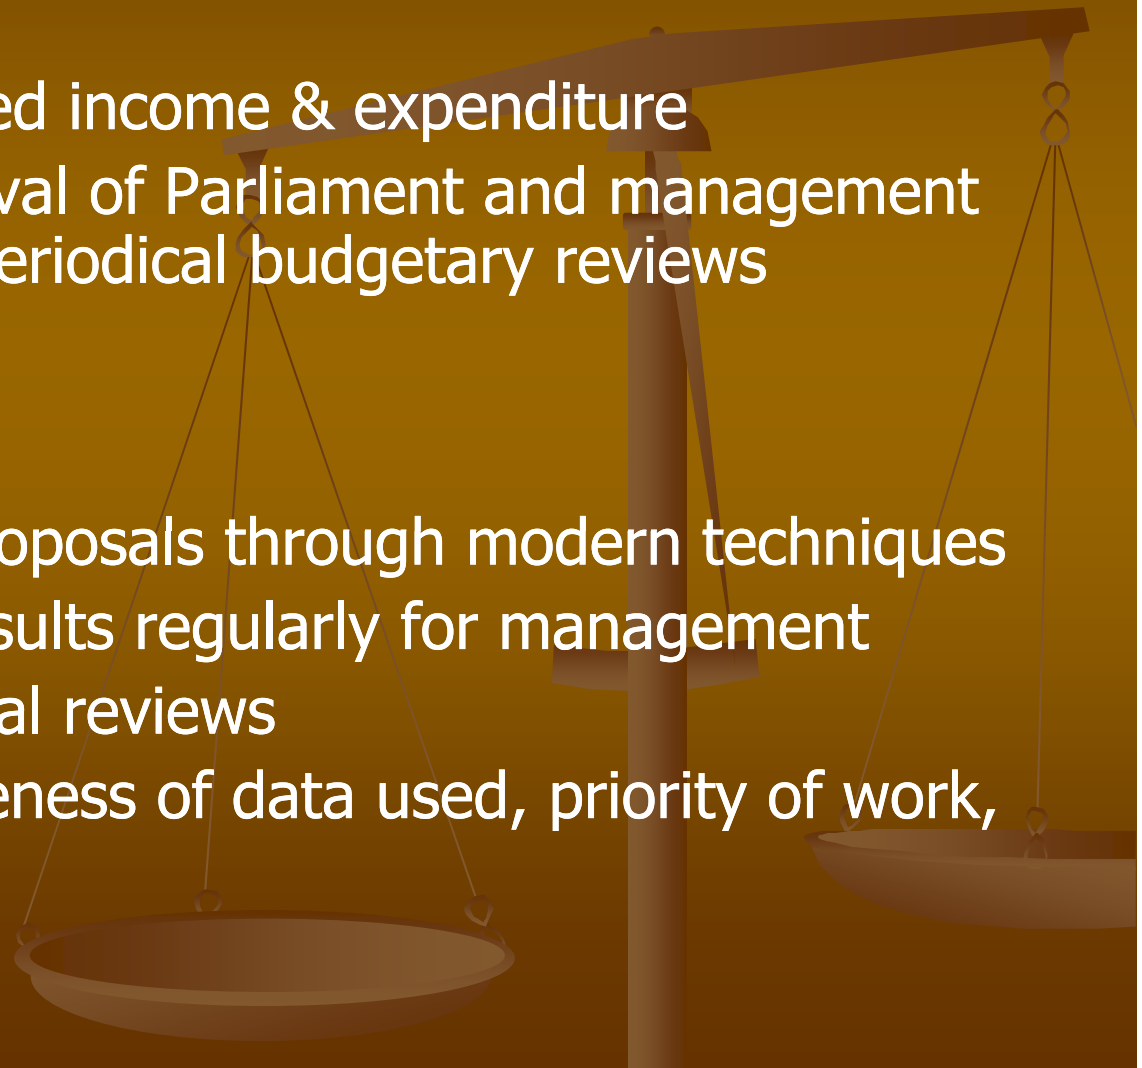 ed income & expenditure
val of Parliament and management
eriodical budgetary reviews
oposals through modern techniques
sults regularly for management
al reviews
eness of data used, priority of work,